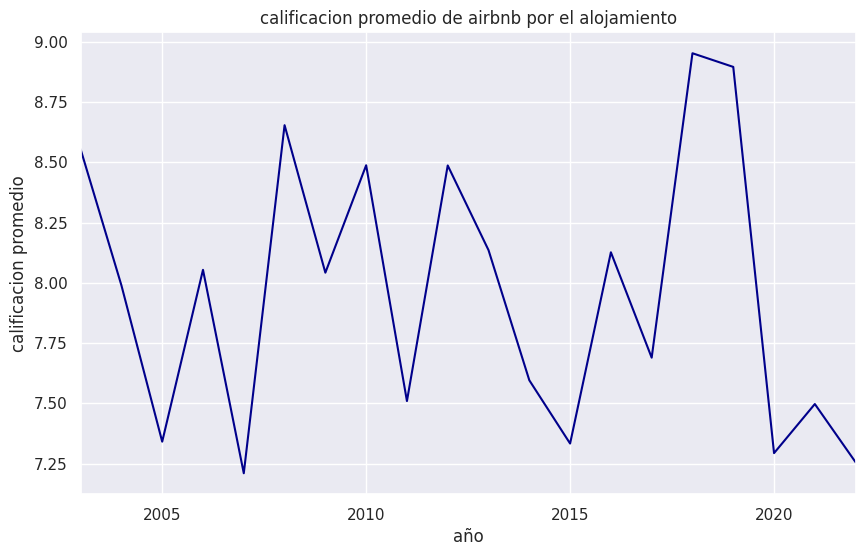 calificacion promedio de airbnb por el alojamiento
9.00
8.75
8.50
8.25
8.00
7.75
7.50
7.25
calificacion promedio
2005 2010 2015 2020
año